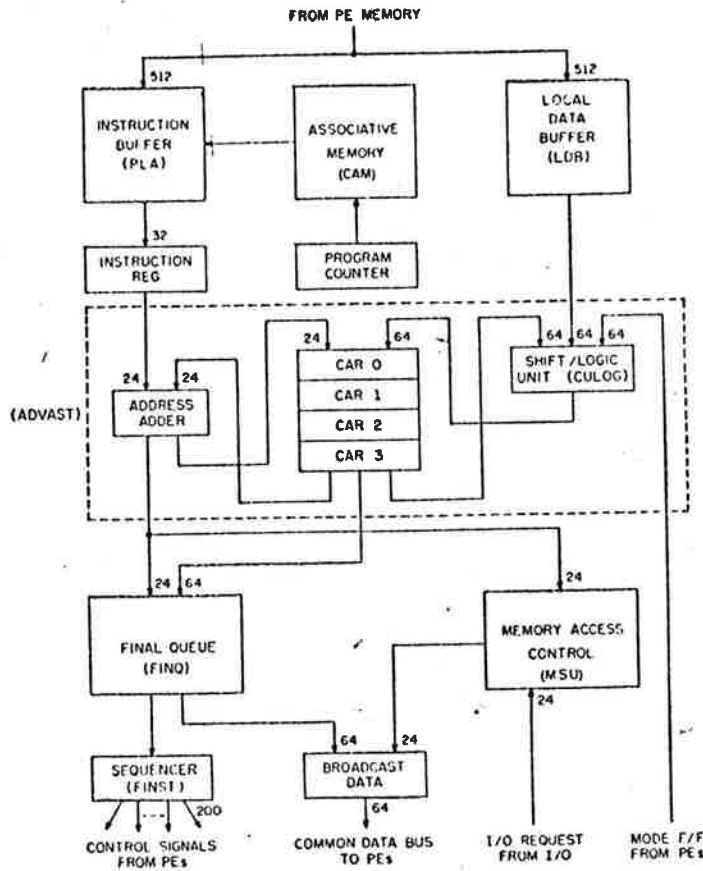 FROM PE MEMORY
512
512
INSTRUCTION
BUFFER
(PLA)
ASSOCIATIVE
MEMORY
(CAM)
LOCAL
DATA
BUFFER
(LDB)
32
INSTRUCTION
REG
PROGRAM
COUNTER
24
64
64
64
64
CAR 0
SHIFT/LOGIC
UNIT (CULOG)
24
24
CAR 1
(ADVAST)
ADDRESS
ADDER
CAR 2
CAR 3
24
64
24
FINAL QUEUE
(FINQ)
MEMORY ACCESS
CONTROL
(MSU)
24
64
24
SEQUENCER
(FINST)
BROADCAST
DATA
200
64
CONTROL SIGNALS
FROM PEs
COMMON DATA BUS
TO PEs
I/O REQUEST
FROM I/O
MODE F/F
FROM PEs